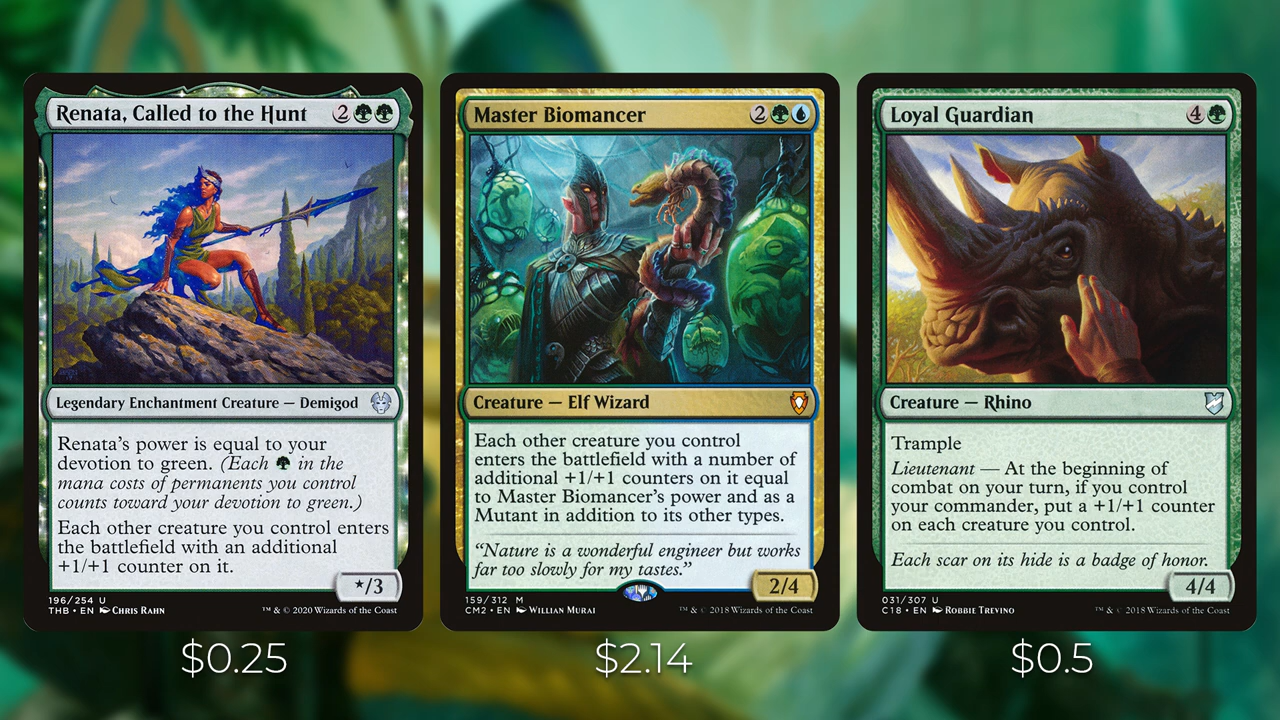 Renata, Called to the Hunt 2
Legendary Enchantment Creature — Demigod
Renata's power is equal to your
devotion to green. (Each in the
mana costs of permanents you control
counts toward your devotion to green.)
Each other creature you control enters
the battlefield with an additional
+1/+1 counter on it.
★/3
196/254 U
THB • EN Chris Rahn ™ & © 2020 Wizards of the Coast
$0.25
Master Biomancer 2
Creature — Elf Wizard
Each other creature you control
enters the battlefield with a number of
additional +1/+1 counters on it equal
to Master Biomancer's power and as a
Mutant in addition to its other types.
“Nature is a wonderful engineer but works
far too slowly for my tastes.”
2/4
159/312 M
CM2 • EN Willian Murai ™ & © 2018 Wizards of the Coast
$2.14
Loyal Guardian 4
Creature — Rhino
Trample
Lieutenant — At the beginning of
combat on your turn, if you control
your commander, put a +1/+1 counter
on each creature you control.
Each scar on its hide is a badge of honor.
4/4
031/307 U
C18 • EN Robbie Trevino ™ & © 2018 Wizards of the Coast
$0.5